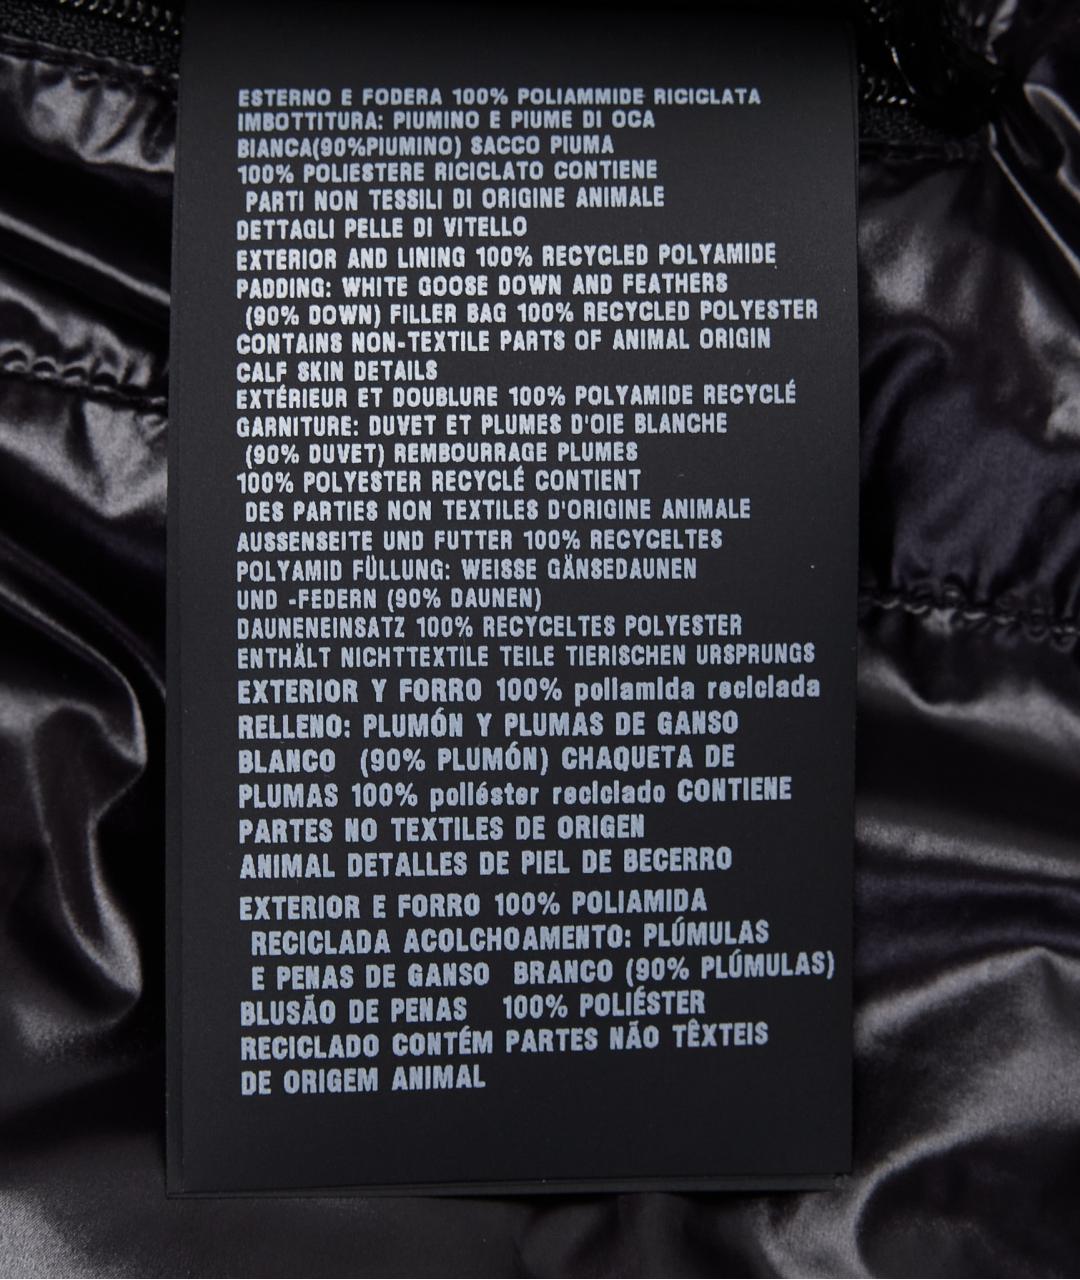 ESTERNO E FODERA 100% POLIAMMIDE RICICLATA
IMBOTTITURA: PIUMINO E PIUME DI OCA
BIANCA(90%PIUMINO) SACCO PIUMA
100% POLIESTERE RICICLATO CONTIENE
PARTI NON TESSILI DI ORIGINE ANIMALE
DETTAGLI PELLE DI VITELLO
EXTERIOR AND LINING 100% RECYCLED POLYAMIDE
PADDING: WHITE GOOSE DOWN AND FEATHERS
(90% DOWN) FILLER BAG 100% RECYCLED POLYESTER
CONTAINS NON-TEXTILE PARTS OF ANIMAL ORIGIN
CALF SKIN DETAILS
EXTÉRIEUR ET DOUBLURE 100% POLYAMIDE RECYCLÉ
GARNITURE: DUVET ET PLUMES D'OIE BLANCHE
(90% DUVET) REMBOURRAGE PLUMES
100% POLYESTER RECYCLÉ CONTIENT
DES PARTIES NON TEXTILES D'ORIGINE ANIMALE
AUSSENSEITE UND FUTTER 100% RECYCELTES
POLYAMID FÜLLUNG: WEISSE GÄNSEDAUNEN
UND -FEDERN (90% DAUNEN)
DAUNENEINSATZ 100% RECYCELTES POLYESTER
ENTHÄLT NICHTTEXTILE TEILE TIERISCHEN URSPRUNGS
EXTERIOR Y FORRO 100% poliamida reciclada
RELLENO: PLUMÓN Y PLUMAS DE GANSO
BLANCO (90% PLUMÓN) CHAQUETA DE
PLUMAS 100% poliéster reciclado CONTIENE
PARTES NO TEXTILES DE ORIGEN
ANIMAL DETALLES DE PIEL DE BECERRO
EXTERIOR E FORRO 100% POLIAMIDA
RECICLADA ACOLCHOAMENTO: PLÚMULAS
E PENAS DE GANSO BRANCO (90% PLÚMULAS)
BLUSÃO DE PENAS 100% POLIÉSTER
RECICLADO CONTÉM PARTES NÃO TÊXTEIS
DE ORIGEM ANIMAL